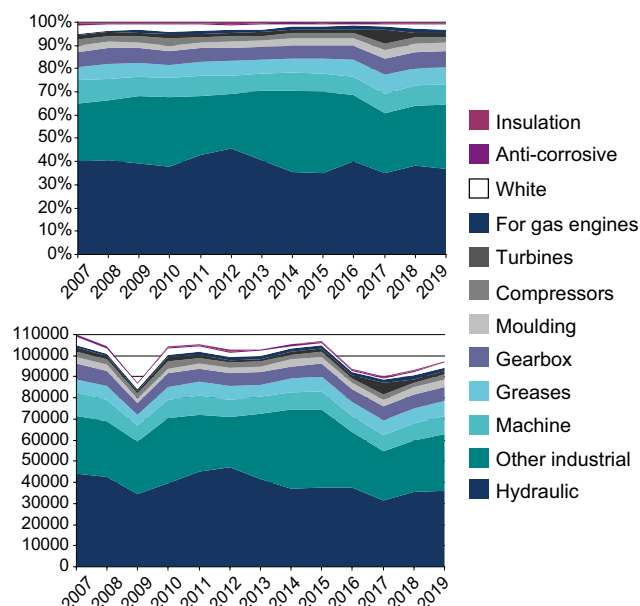 100%
90%
80%
70%
60%
50%
40%
30%
20%
10%
0%
2007 2008 2009 2010 2011 2012 2013 2014 2015 2016 2017 2018 2019
Insulation
Anti-corrosive
White
For gas engines
Turbines
Compressors
Moulding
Gearbox
Greases
Machine
Other industrial
Hydraulic
110000
100000
90000
80000
70000
60000
50000
40000
30000
20000
10000
0
2007 2008 2009 2010 2011 2012 2013 2014 2015 2016 2017 2018 2019